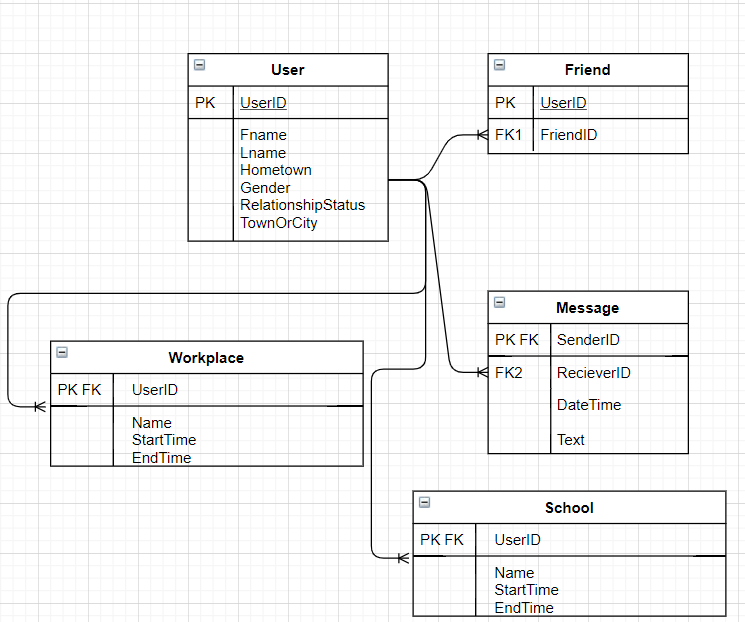 User
PK UserID
Fname
Lname
Hometown
Gender
RelationshipStatus
TownOrCity
Friend
PK UserID
FK1 FriendID
Message
PK FK SenderID
FK2 RecieverID
DateTime
Text
Workplace
PK FK UserID
Name
StartTime
EndTime
School
PK FK UserID
Name
StartTime
EndTime